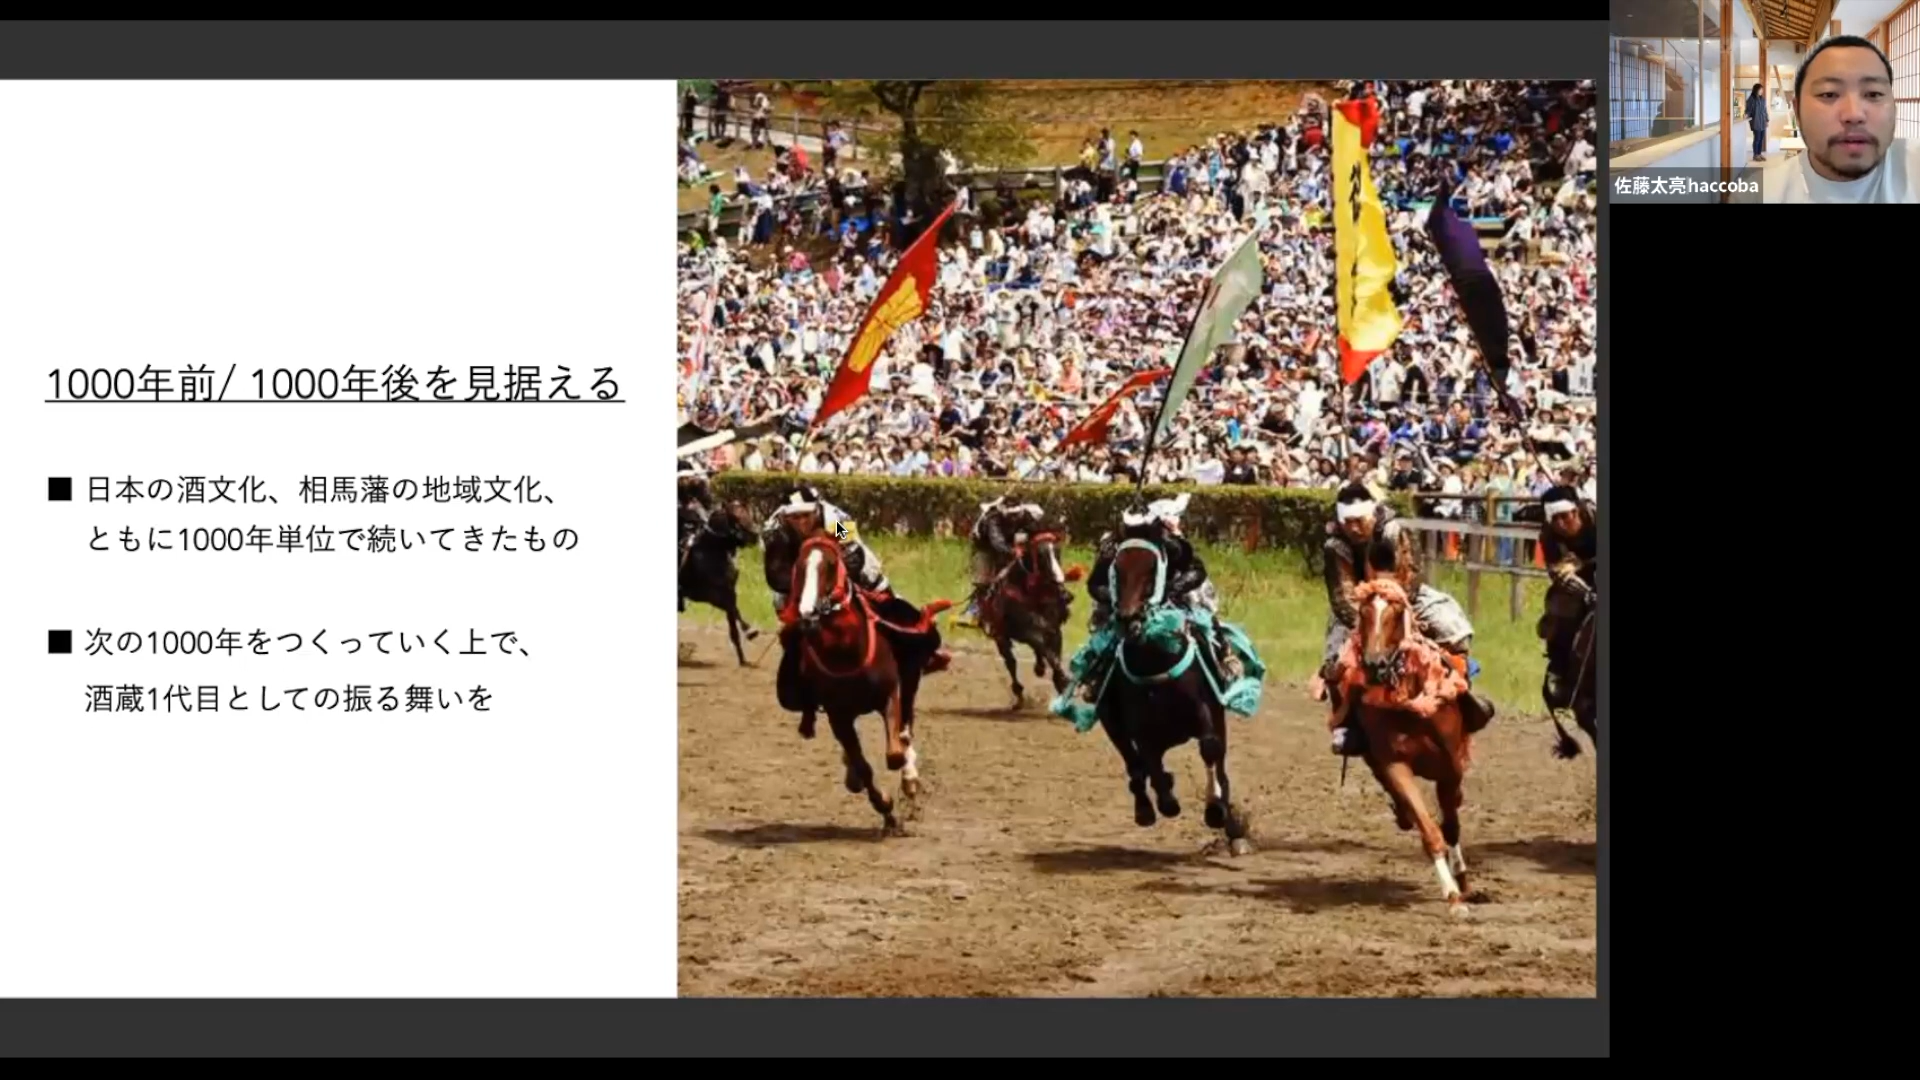 1000年前/ 1000年後を見据える
■ 日本の酒文化、相馬藩の地域文化、
ともに1000年単位で続いてきたもの
■ 次の1000年をつくっていく上で、
酒蔵1代目としての振る舞いを
佐藤太亮haccoba